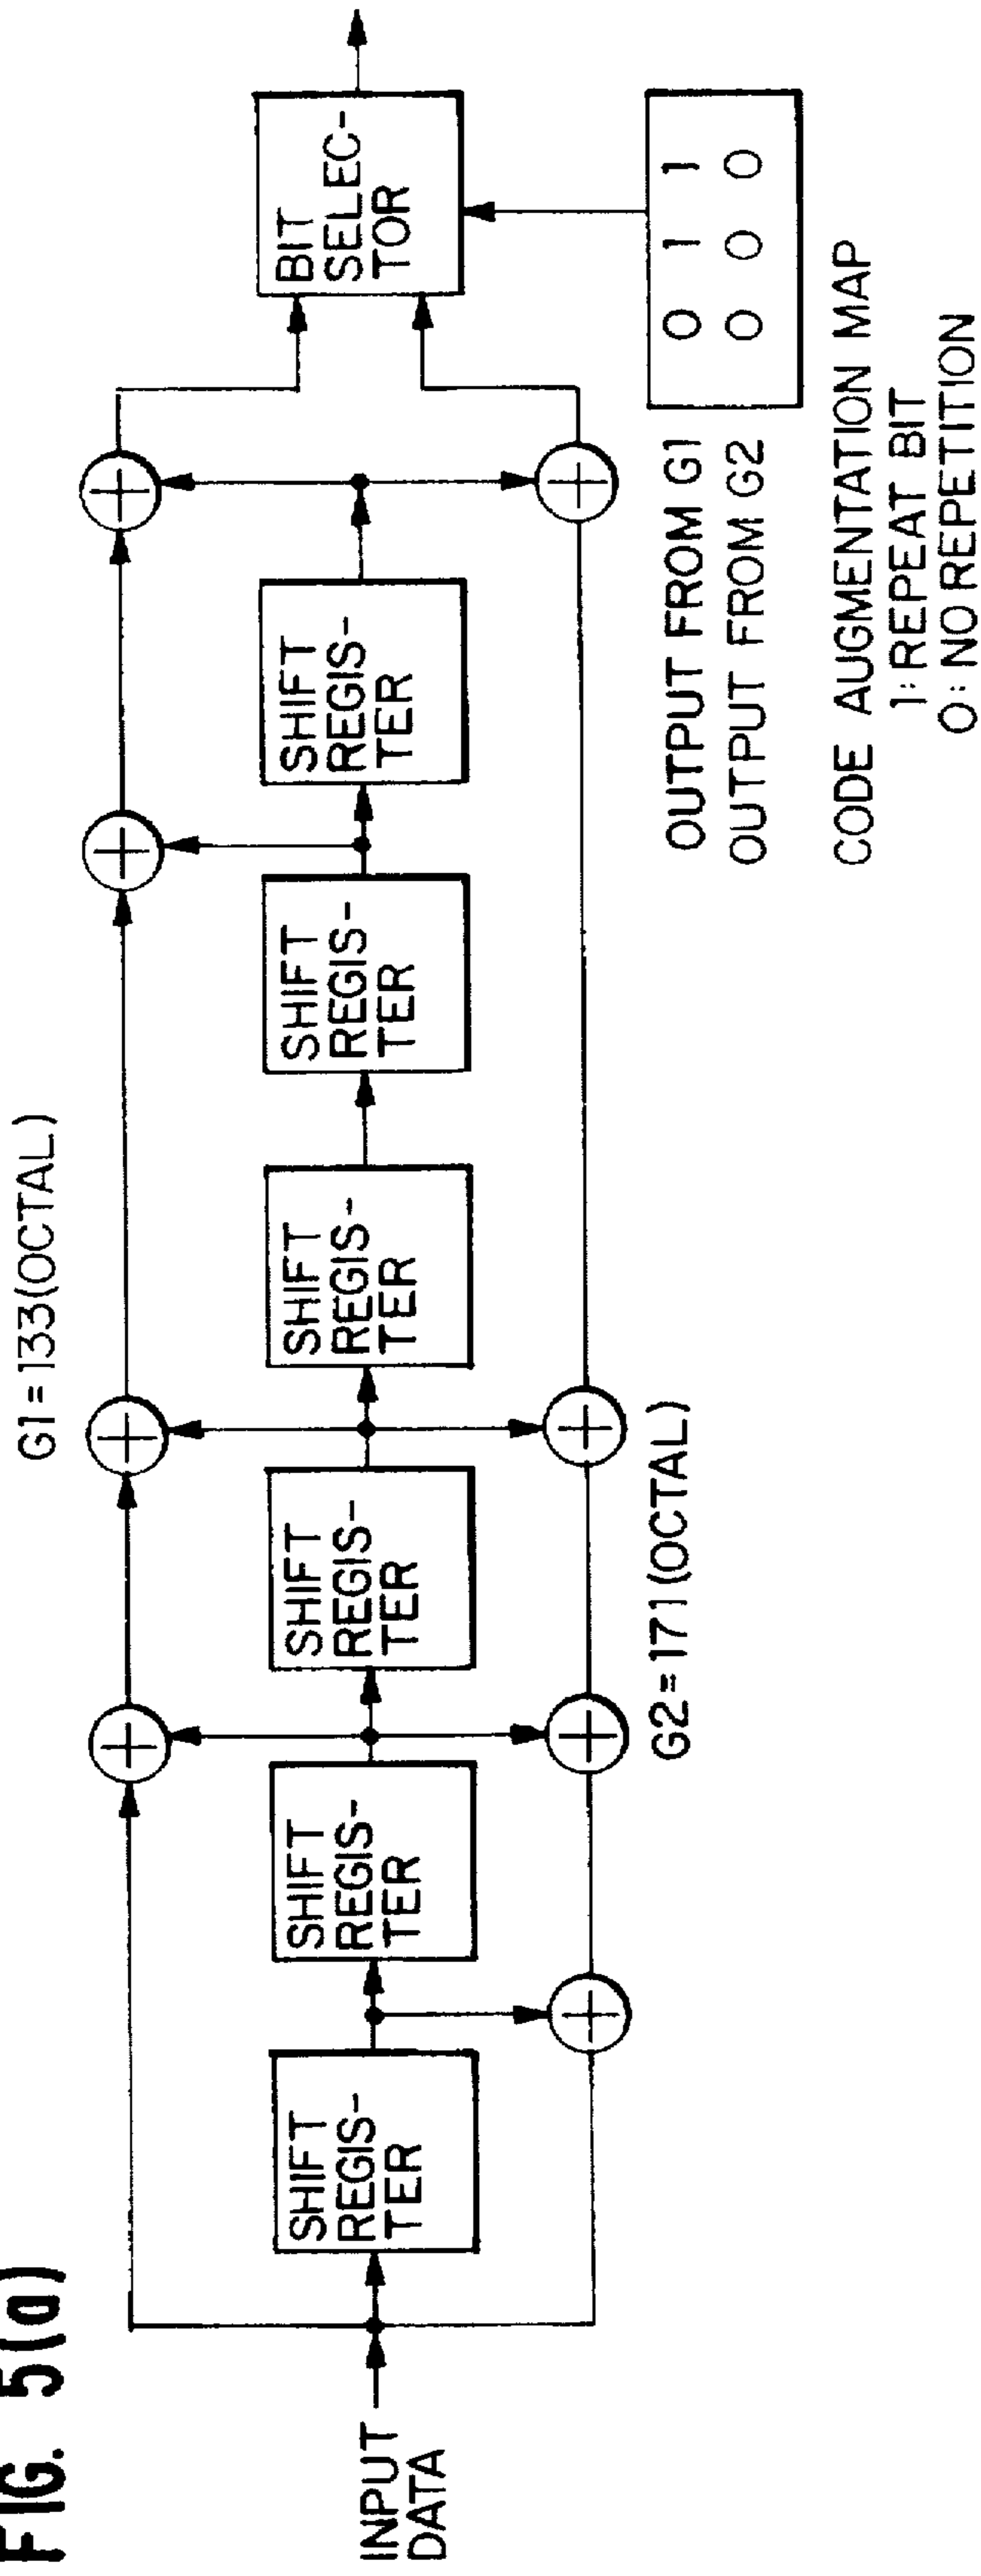 FIG. 5(a)
G1=133(OCTAL)
INPUT
DATA
SHIFT
REGIS-
TER
SHIFT
REGIS-
TER
SHIFT
REGIS-
TER
SHIFT
REGIS-
TER
SHIFT
REGIS-
TER
SHIFT
REGIS-
TER
BIT
SELEC-
TOR
G2=171(OCTAL)
OUTPUT FROM G1 0 1 1
OUTPUT FROM G2 0 0 0
CODE AUGMENTATION MAP
1: REPEAT BIT
0: NO REPETITION